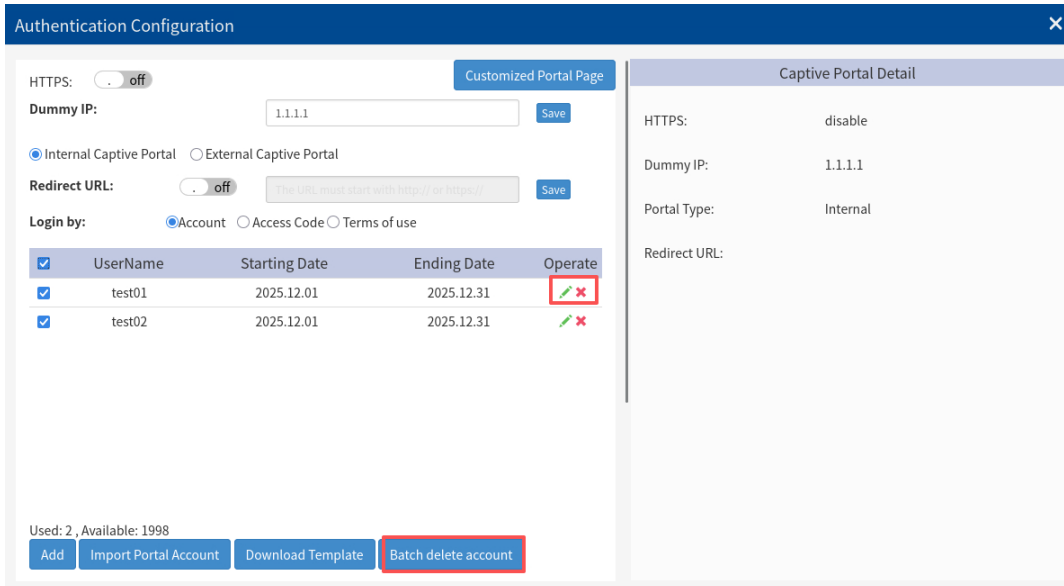 Authentication Configuration
HTTPS: . off Customized Portal Page
Dummy IP: 1.1.1.1 Save
Internal Captive Portal External Captive Portal
Redirect URL: . off The URL must start with http:// or https:// Save
Login by: Account Access Code Terms of use
UserName Starting Date Ending Date Operate
test01 2025.12.01 2025.12.31
test02 2025.12.01 2025.12.31
Used: 2 , Available: 1998
Add Import Portal Account Download Template Batch delete account
Captive Portal Detail
HTTPS: disable
Dummy IP: 1.1.1.1
Portal Type: Internal
Redirect URL: